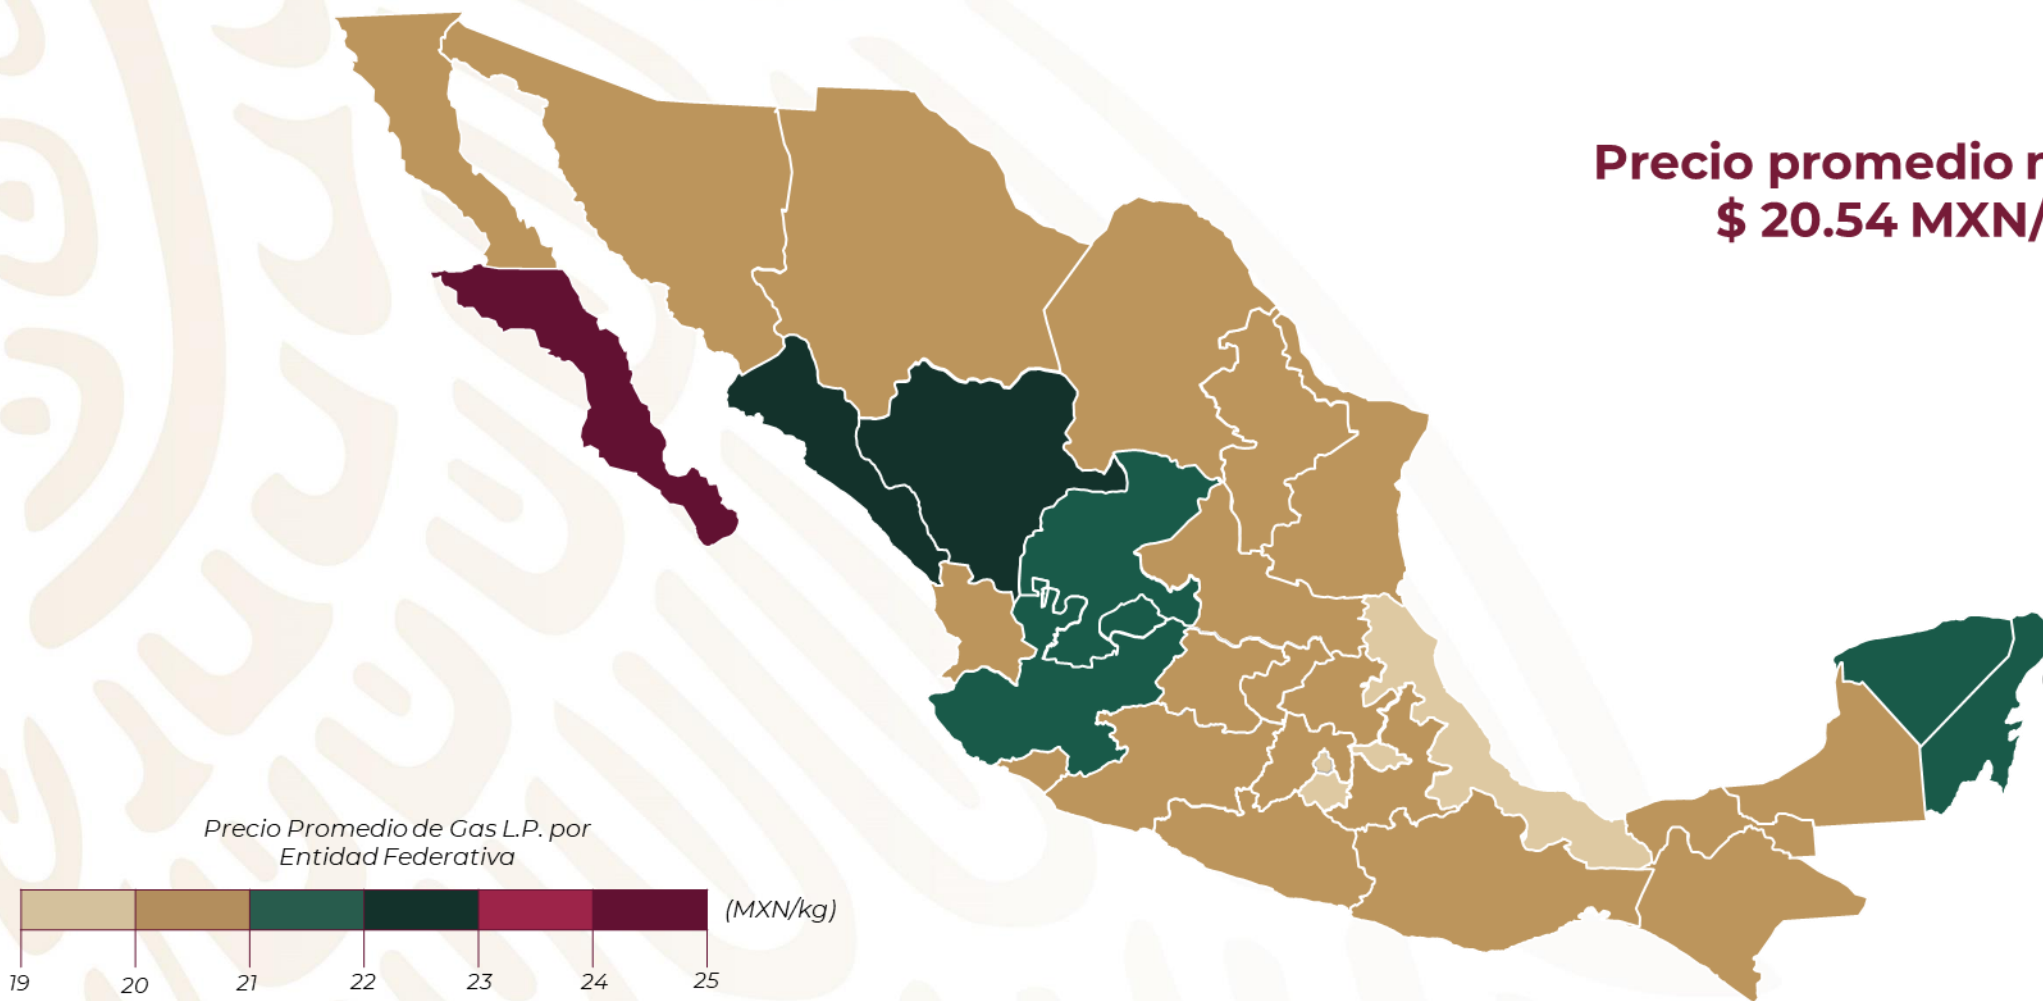 Precio promedio
$ 20.54 MXN/
Precio Promedio de Gas L.P. por
Entidad Federativa
(MXN/kg)
19 20 21 22 23 24 25